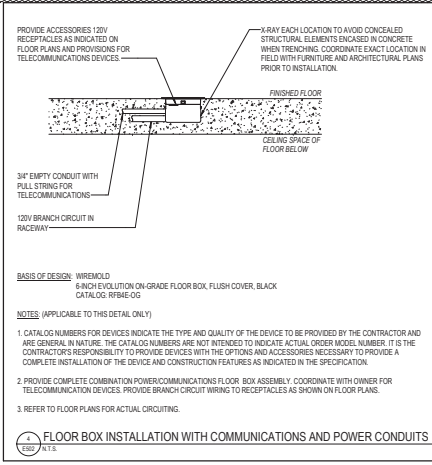 PROVIDE ACCESSORIES 120V
RECEPTACLES AS INDICATED ON
FLOOR PLANS AND PROVISIONS FOR
TELECOMMUNICATIONS DEVICES.
X-RAY EACH LOCATION TO AVOID CONCEALED
STRUCTURAL ELEMENTS ENCASED IN CONCRETE
WHEN TRENCHING. COORDINATE EXACT LOCATION IN
FIELD WITH FURNITURE AND ARCHITECTURAL PLANS
PRIOR TO INSTALLATION.
FINISHED FLOOR
CEILING SPACE OF
FLOOR BELOW
3/4" EMPTY CONDUIT WITH
PULL STRING FOR
TELECOMMUNICATIONS
120V BRANCH CIRCUIT IN
RACEWAY
BASIS OF DESIGN: WIREMOLD
6-INCH EVOLUTION ON-GRADE FLOOR BOX, FLUSH COVER, BLACK
CATALOG: RFB4E-OG
NOTES: (APPLICABLE TO THIS DETAIL ONLY)
1. CATALOG NUMBERS FOR DEVICES INDICATE THE TYPE AND QUALITY OF THE DEVICE TO BE PROVIDED BY THE CONTRACTOR AND
ARE GENERAL IN NATURE. THE CATALOG NUMBERS ARE NOT INTENDED TO INDICATE ACTUAL ORDER MODEL NUMBER. IT IS THE
CONTRACTOR'S RESPONSIBILITY TO PROVIDE DEVICES WITH THE OPTIONS AND ACCESSORIES NECESSARY TO PROVIDE A
COMPLETE INSTALLATION OF THE DEVICE AND CONSTRUCTION FEATURES AS INDICATED IN THE SPECIFICATION.
2. PROVIDE COMPLETE COMBINATION POWER/COMMUNICATIONS FLOOR BOX ASSEMBLY. COORDINATE WITH OWNER FOR
TELECOMMUNICATION DEVICES. PROVIDE BRANCH CIRCUIT WIRING TO RECEPTACLES AS SHOWN ON FLOOR PLANS.
3. REFER TO FLOOR PLANS FOR ACTUAL CIRCUITING.
4 FLOOR BOX INSTALLATION WITH COMMUNICATIONS AND POWER CONDUITS
E502 N.T.S.